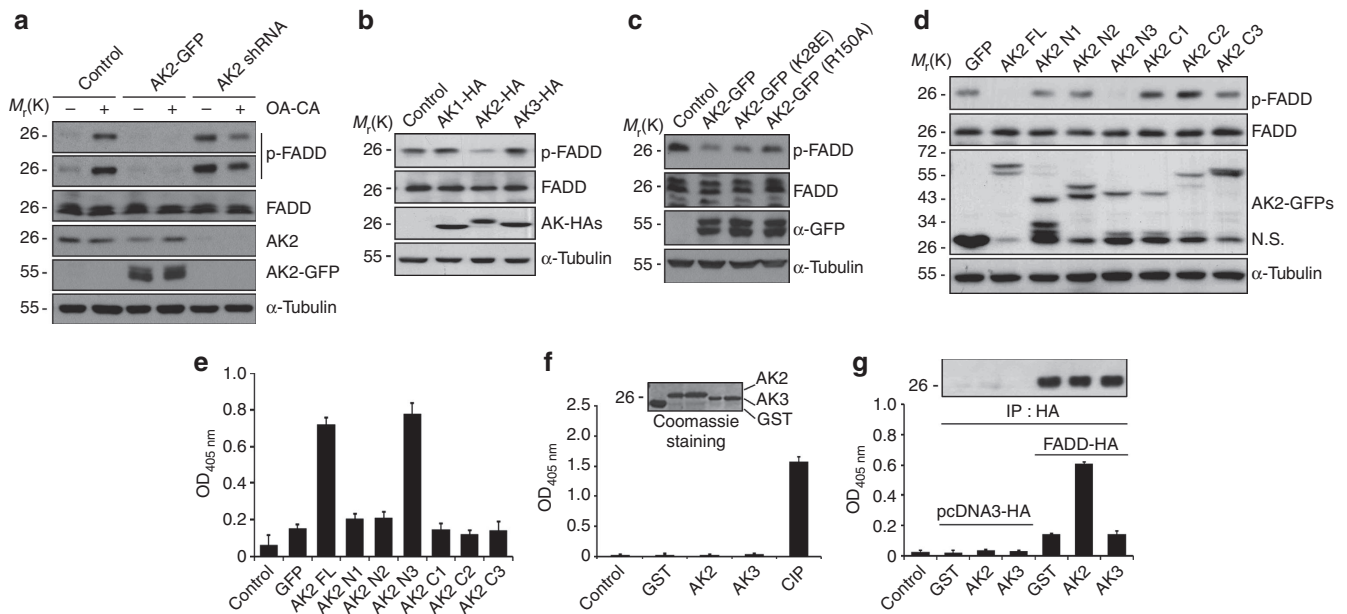 a
Control
AK2-GFP
AK2 shRNA
Mr(K)
– + – + – +
OA-CA
26 -
26 -
p-FADD
26 -
FADD
26 -
AK2
55 -
AK2-GFP
55 -
α-Tubulin
b
Control
AK1-HA
AK2-HA
AK3-HA
Mr(K)
26 -
p-FADD
26 -
FADD
26 -
AK-HAs
55 -
α-Tubulin
c
Control
AK2-GFP
AK2-GFP (K28E)
AK2-GFP (R150A)
Mr(K)
26 -
p-FADD
26 -
FADD
55 -
α-GFP
55 -
α-Tubulin
d
GFP
AK2 FL
AK2 N1
AK2 N2
AK2 N3
AK2 C1
AK2 C2
AK2 C3
Mr(K)
26 -
p-FADD
26 -
FADD
72 -
55 -
43 -
34 -
26 -
AK2-GFPs
N.S.
55 -
α-Tubulin
e
OD405 nm
1.0
0.8
0.6
0.4
0.2
0
Control
GFP
AK2 FL
AK2 N1
AK2 N2
AK2 N3
AK2 C1
AK2 C2
AK2 C3
f
26 -
AK2
AK3
GST
Coomassie
staining
OD405 nm
2.5
2.0
1.5
1.0
0.5
0
Control
GST
AK2
AK3
CIP
g
26 -
IP : HA
FADD-HA
pcDNA3-HA
OD405 nm
1.0
0.8
0.6
0.4
0.2
0
Control
GST
AK2
AK3
GST
AK2
AK3